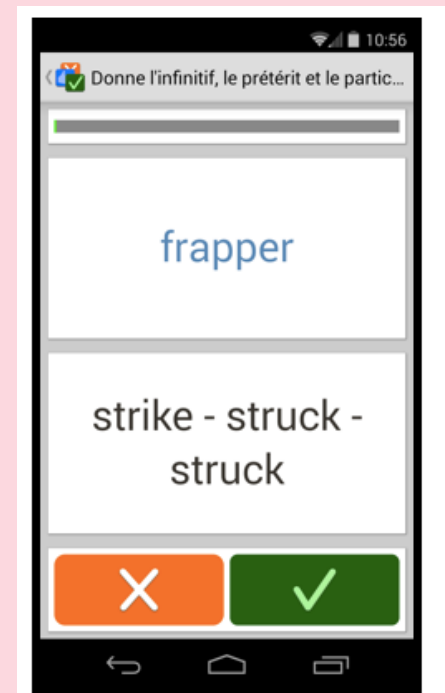 10:56
Donne l'infinitif, le prétérit et le partic...
frapper
strike - struck -
struck